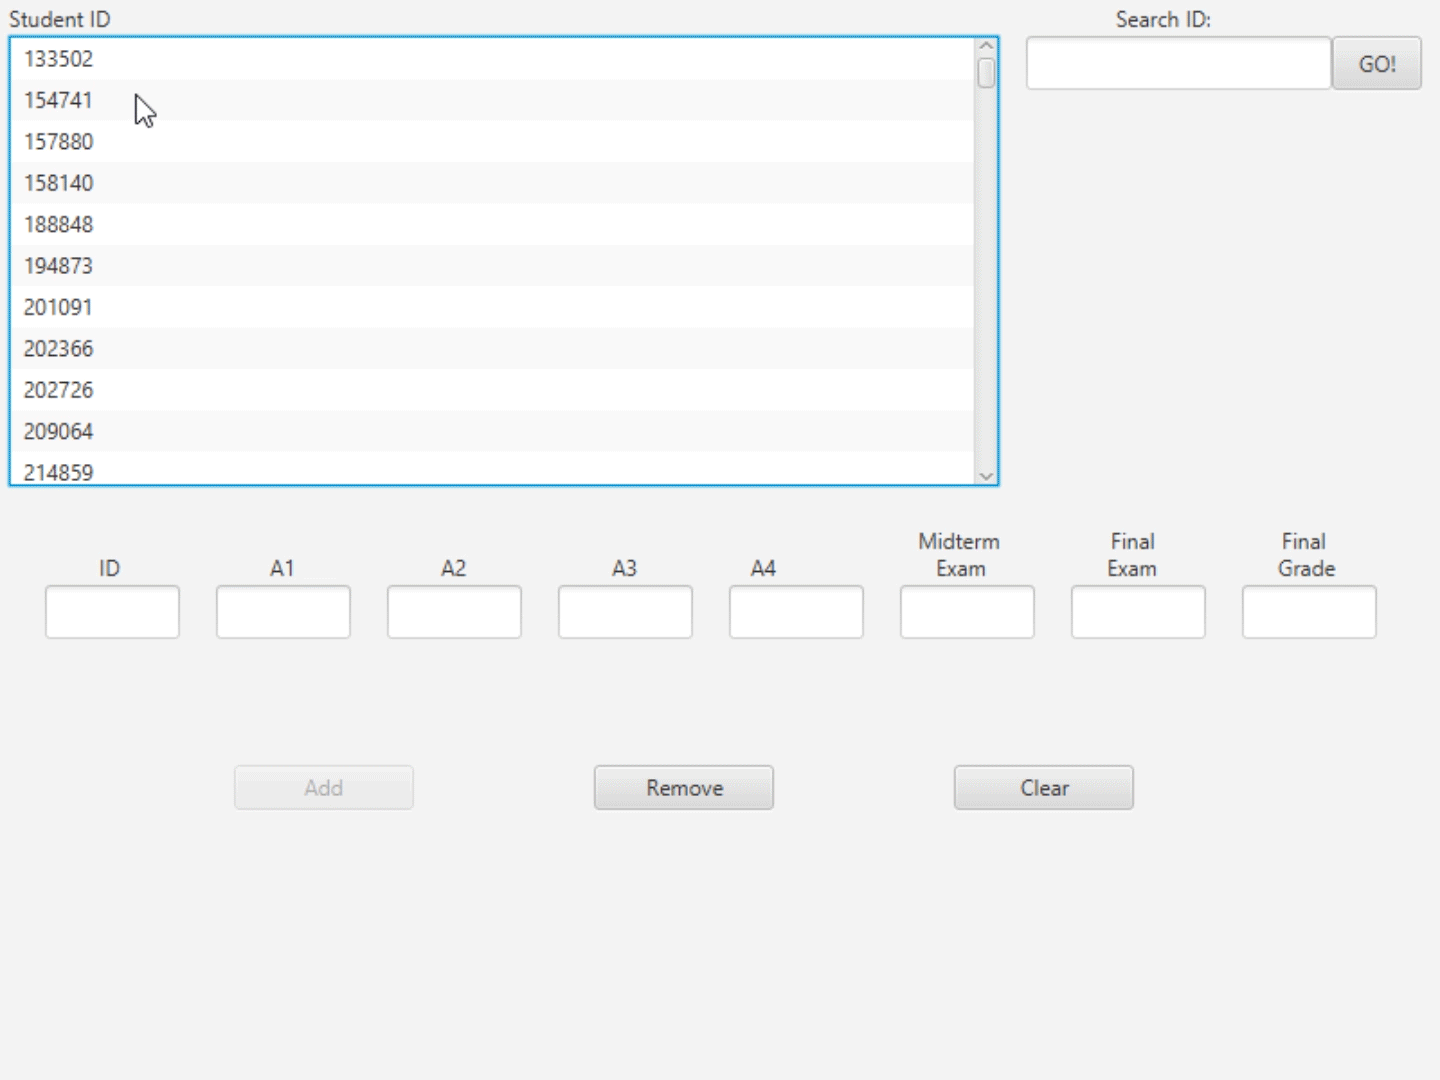 Student ID
Search ID:
133502
GO!
154741
157880
158140
188848
194873
201091
202366
202726
209064
214859
Midterm Final Final
ID A1 A2 A3 A4 Exam Exam Grade
Add Remove Clear